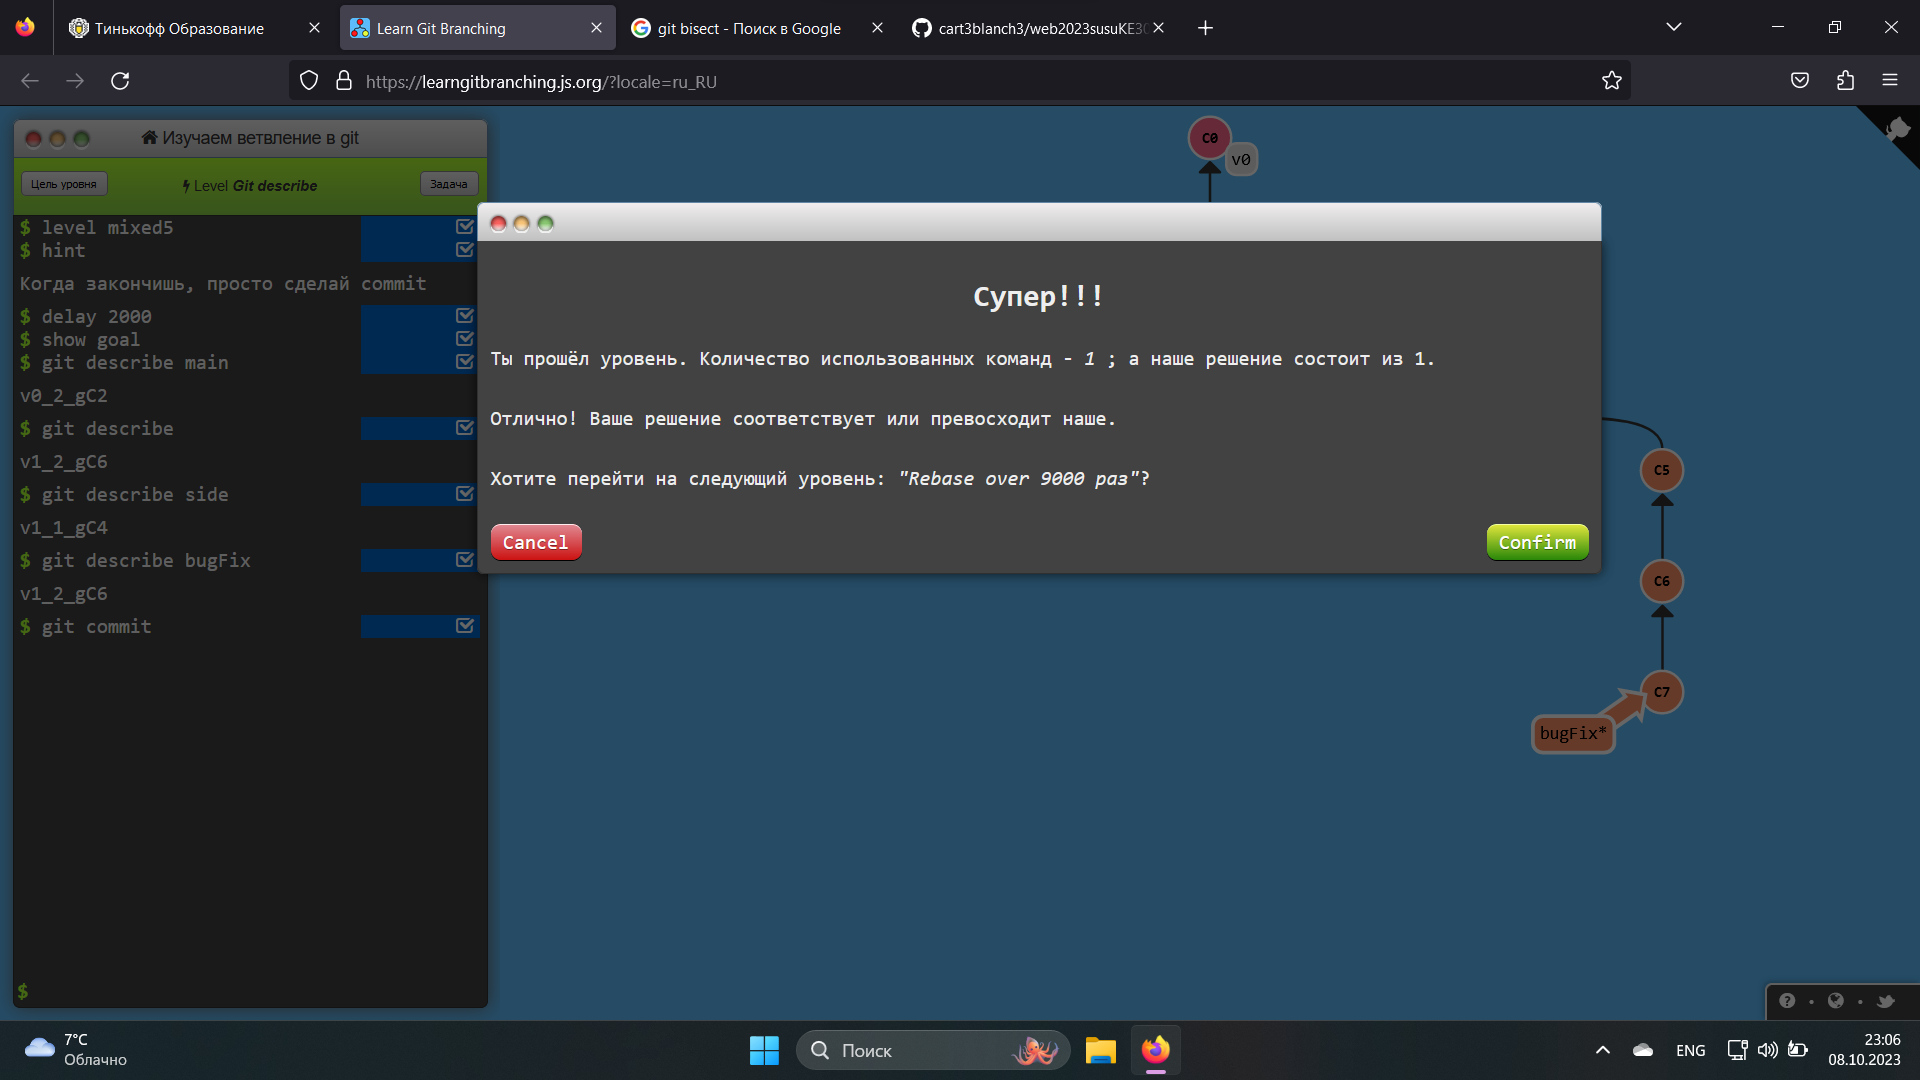 Тинькофф Образование
Learn Git Branching
git bisect - Поиск в Google
cart3blanch3/web2023susuKE30
https://learngitbranching.js.org/?locale=ru_RU
Изучаем ветвление в git
Цель уровня
Level Git describe
Задача
$ level mixed5
$ hint
Когда закончишь, просто сделай commit
$ delay 2000
$ show goal
$ git describe main
v0_2_gC2
$ git describe
v1_2_gC6
$ git describe side
v1_1_gC4
$ git describe bugFix
v1_2_gC6
$ git commit
$
C0
v0
Супер!!!
Ты прошёл уровень. Количество использованных команд - 1 ; а наше решение состоит из 1.
Отлично! Ваше решение соответствует или превосходит наше.
Хотите перейти на следующий уровень: "Rebase over 9000 раз"?
Cancel
Confirm
C5
C6
C7
bugFix*
7°C
Облачно
Поиск
ENG
23:06
08.10.2023